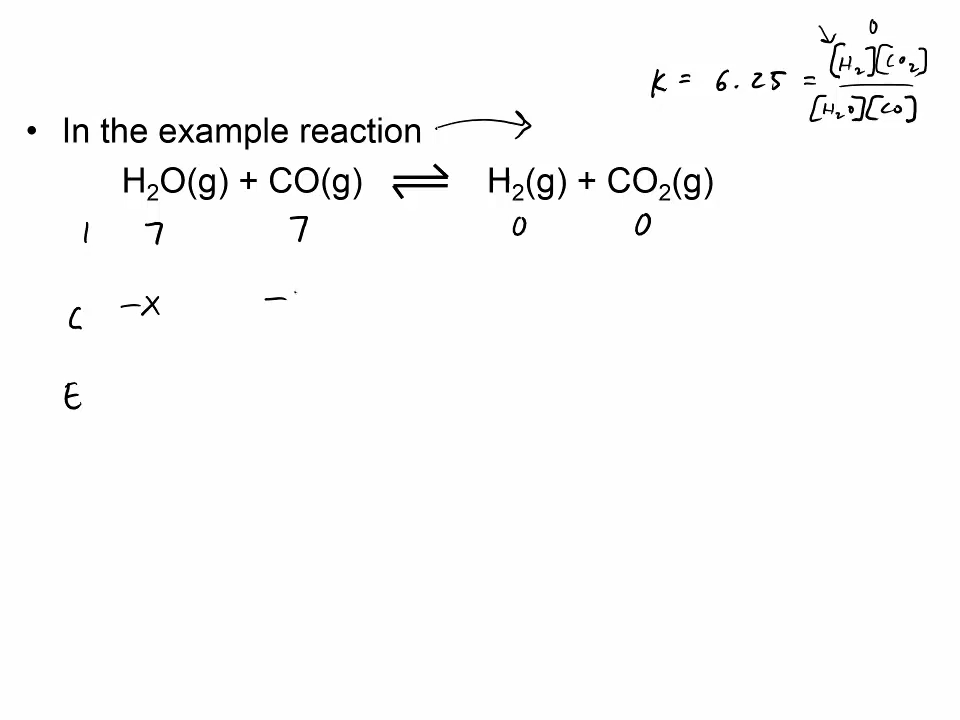 0
K = 6.25 = [H2][CO2]
[H2O][CO]
• In the example reaction
H₂O(g) + CO(g) ⇌ H₂(g) + CO₂(g)
I 7 7 0 0
C -x -
E